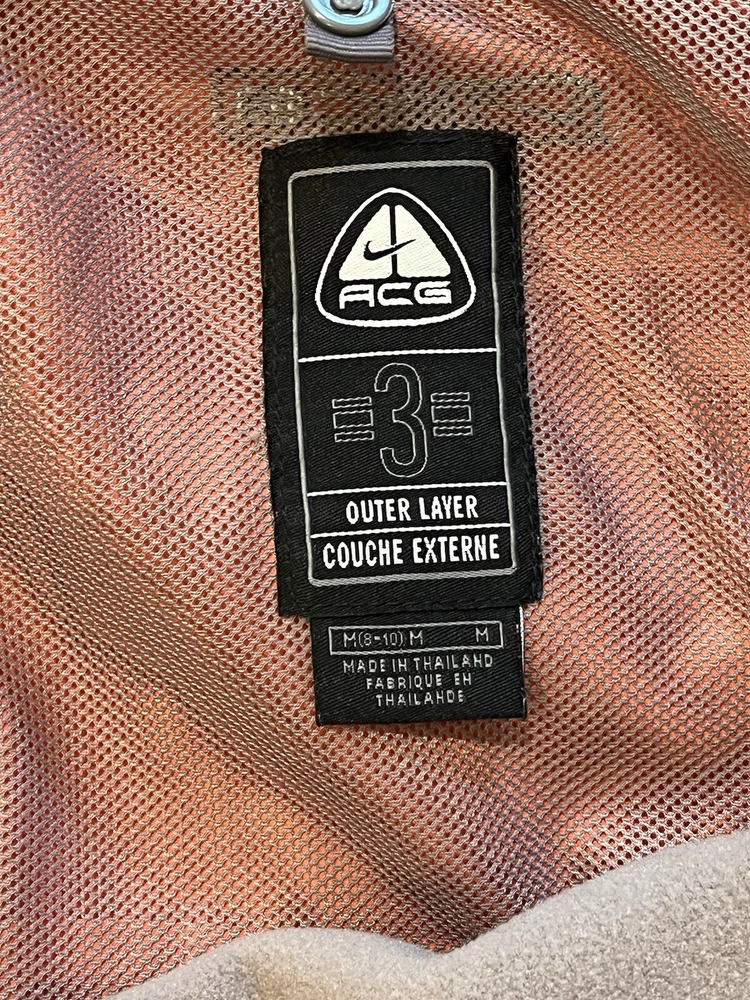 ACG
3
OUTER LAYER
COUCHE EXTERNE
M(8-10) M M
MADE IN THAILAND
FABRIQUE EN
THAILANDE